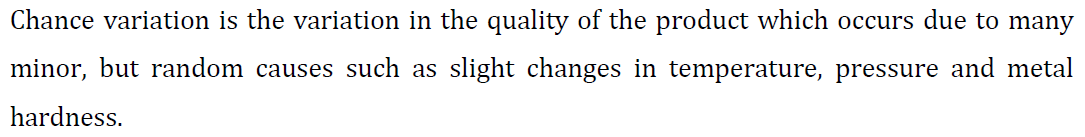 Chance variation is the variation in the quality of the product which occurs due to many
minor, but random causes such as slight changes in temperature, pressure and metal
hardness.